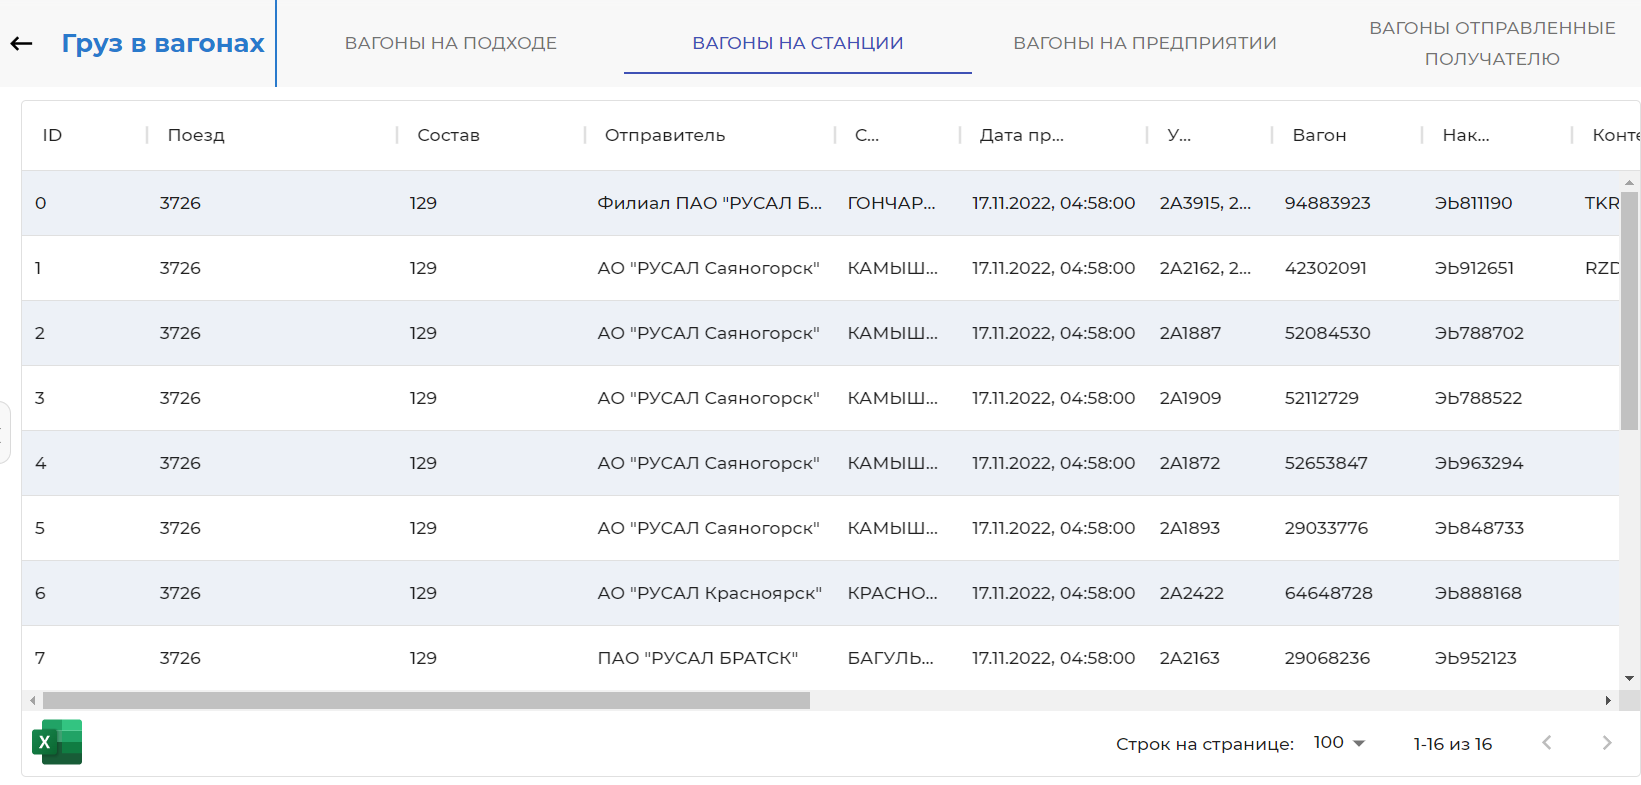 Груз в вагонах
ВАГОНЫ НА ПОДХОДЕ
ВАГОНЫ НА СТАНЦИИ
ВАГОНЫ НА ПРЕДПРИЯТИИ
ВАГОНЫ ОТПРАВЛЕННЫЕ
ПОЛУЧАТЕЛЮ
ID Поезд Состав Отправитель С... Дата пр... У... Вагон Нак... Конте
0 3726 129 Филиал ПАО "РУСАЛ Б... ГОНЧАР... 17.11.2022, 04:58:00 2А3915, 2... 94883923 ЭЬ811190 TKR
1 3726 129 АО "РУСАЛ Саяногорск" КАМЫШ... 17.11.2022, 04:58:00 2А2162, 2... 42302091 ЭЬ912651 RZD
2 3726 129 АО "РУСАЛ Саяногорск" КАМЫШ... 17.11.2022, 04:58:00 2А1887 52084530 ЭЬ788702
3 3726 129 АО "РУСАЛ Саяногорск" КАМЫШ... 17.11.2022, 04:58:00 2А1909 52112729 ЭЬ788522
4 3726 129 АО "РУСАЛ Саяногорск" КАМЫШ... 17.11.2022, 04:58:00 2А1872 52653847 ЭЬ963294
5 3726 129 АО "РУСАЛ Саяногорск" КАМЫШ... 17.11.2022, 04:58:00 2А1893 29033776 ЭЬ848733
6 3726 129 АО "РУСАЛ Красноярск" КРАСНО... 17.11.2022, 04:58:00 2А2422 64648728 ЭЬ888168
7 3726 129 ПАО "РУСАЛ БРАТСК" БАГУЛЬ... 17.11.2022, 04:58:00 2А2163 29068236 ЭЬ952123
X Строк на странице: 100 1-16 из 16